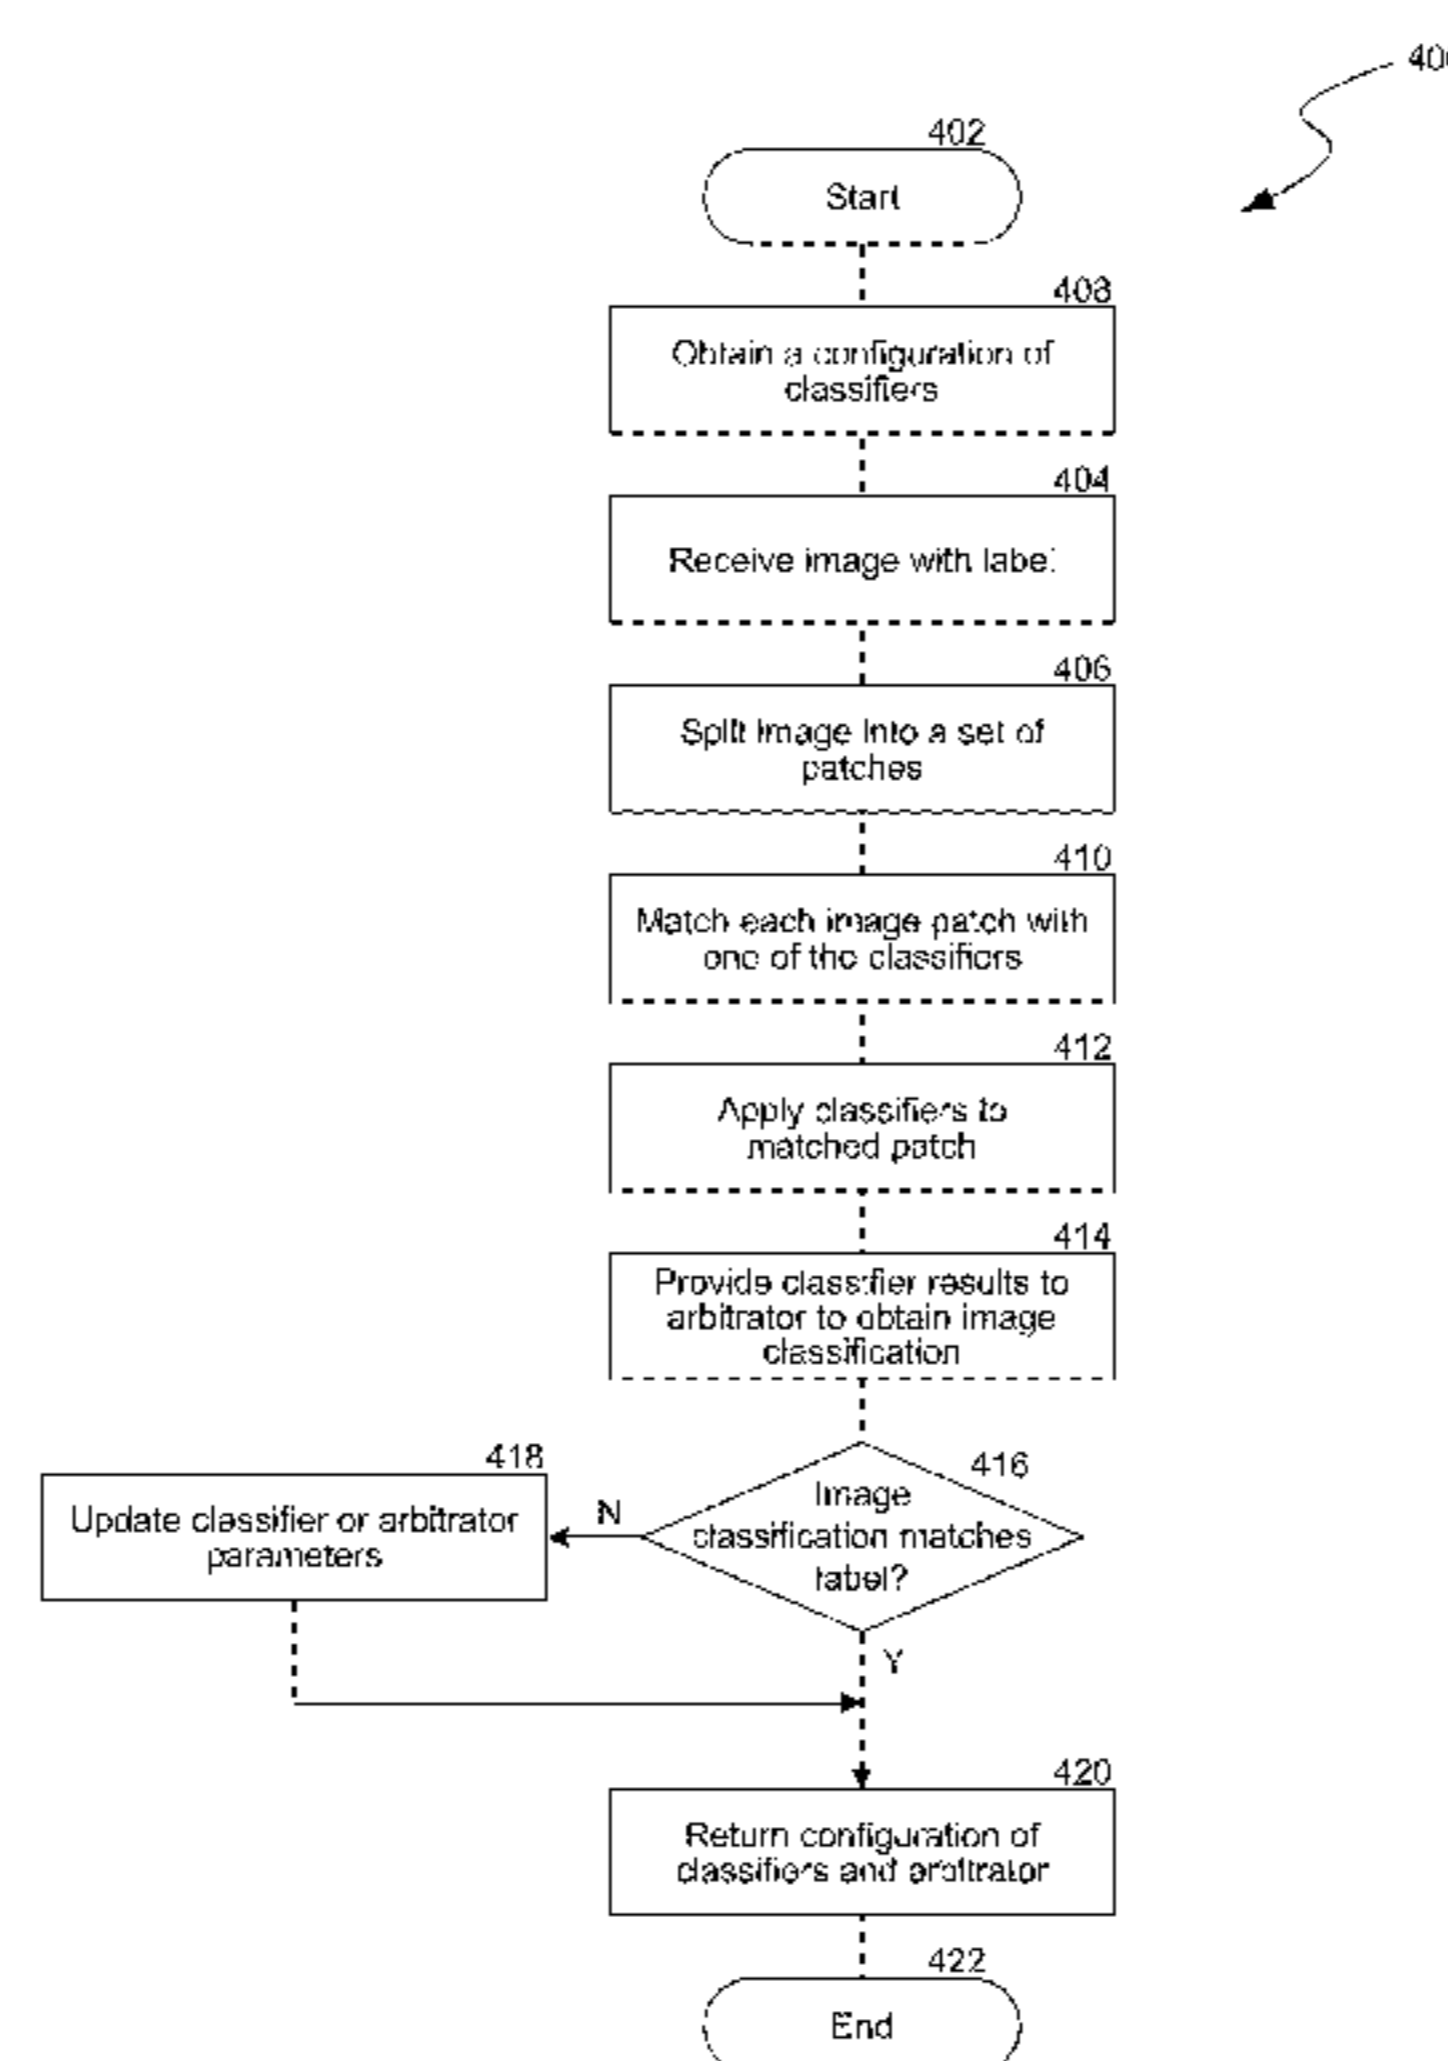 402
Start
408
Obtain a configuration of
classifiers
404
Receive image with label
406
Split image into a set of
patches
410
Match each image patch with
one of the classifiers
412
Apply classifiers to
matched patch
414
Provide classifier results to
arbitrator to obtain image
classification
416
Image
classification matches
label?
N
418
Update classifier or arbitrator
parameters
Y
420
Return configuration of
classifiers and arbitrator
422
End